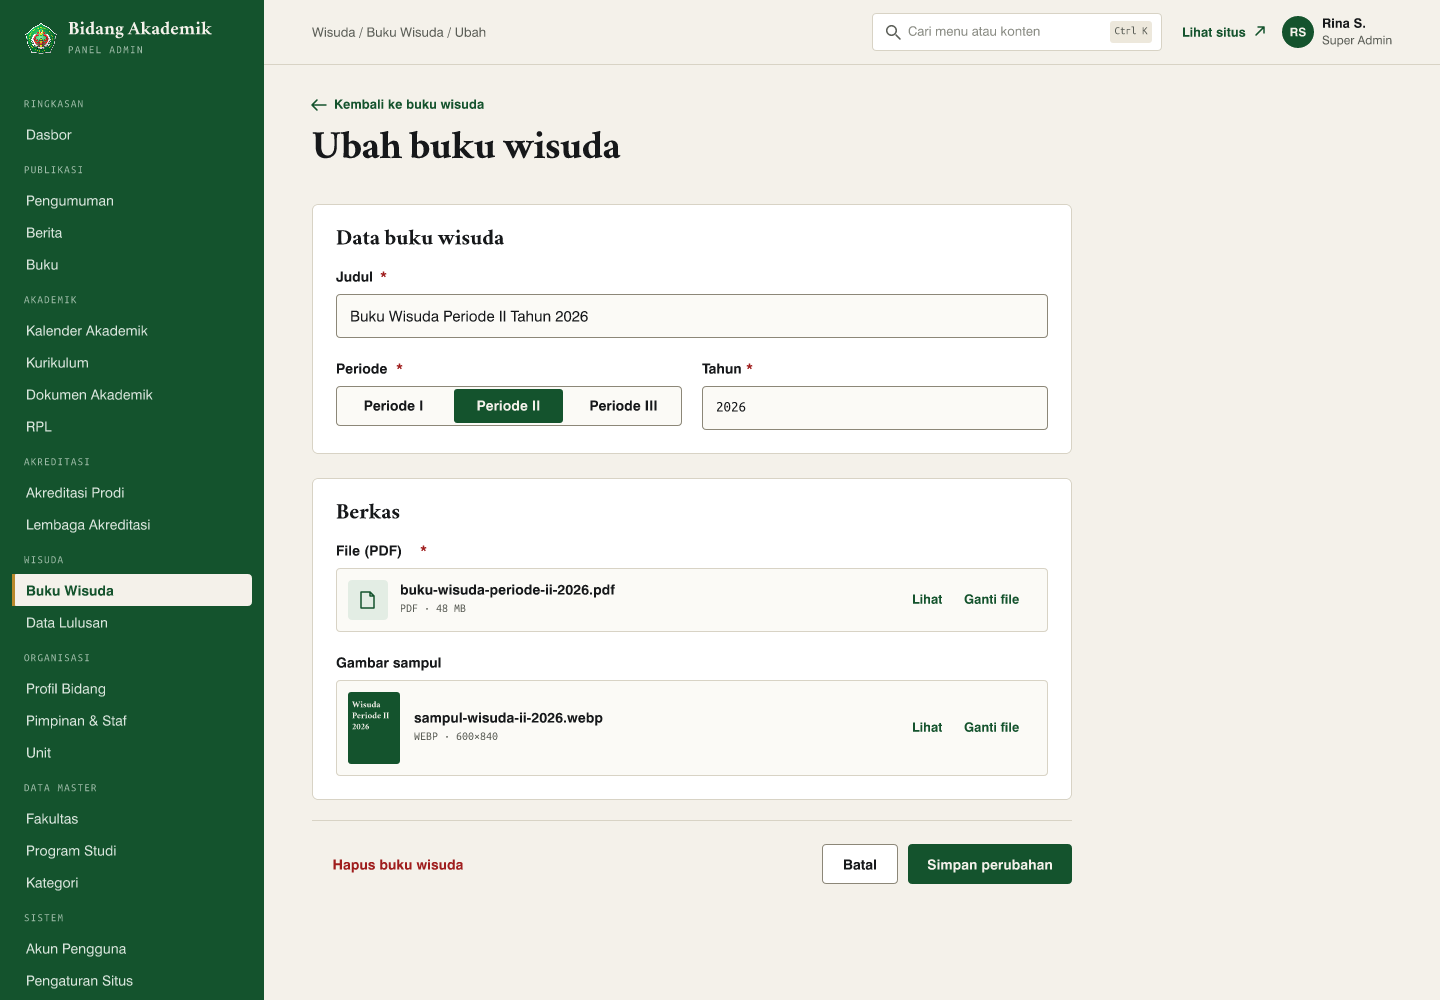 Bidang Akademik
PANEL ADMIN
RINGKASAN
Dasbor
PUBLIKASI
Pengumuman
Berita
Buku
AKADEMIK
Kalender Akademik
Kurikulum
Dokumen Akademik
RPL
AKREDITASI
Akreditasi Prodi
Lembaga Akreditasi
WISUDA
Buku Wisuda
Data Lulusan
ORGANISASI
Profil Bidang
Pimpinan & Staf
Unit
DATA MASTER
Fakultas
Program Studi
Kategori
SISTEM
Akun Pengguna
Pengaturan Situs
Wisuda / Buku Wisuda / Ubah
Cari menu atau konten
Ctrl K
Lihat situs
RS
Rina S.
Super Admin
Kembali ke buku wisuda
Ubah buku wisuda
Data buku wisuda
Judul *
Buku Wisuda Periode II Tahun 2026
Periode *
Periode I
Periode II
Periode III
Tahun *
2026
Berkas
File (PDF) *
buku-wisuda-periode-ii-2026.pdf
PDF · 48 MB
Lihat
Ganti file
Gambar sampul
Wisuda
Periode II
2026
sampul-wisuda-ii-2026.webp
WEBP · 600×840
Lihat
Ganti file
Hapus buku wisuda
Batal
Simpan perubahan